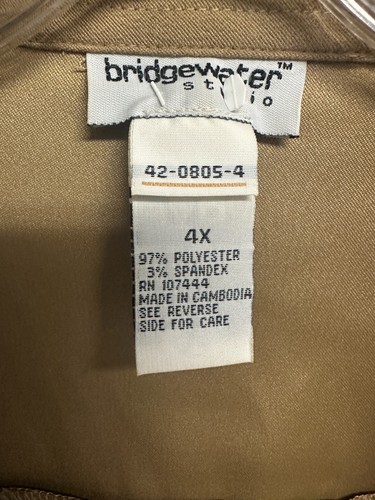 bridgewater™
studio
42-0805-4
4X
97% POLYESTER
3% SPANDEX
RN 107444
MADE IN CAMBODIA
SEE REVERSE
SIDE FOR CARE